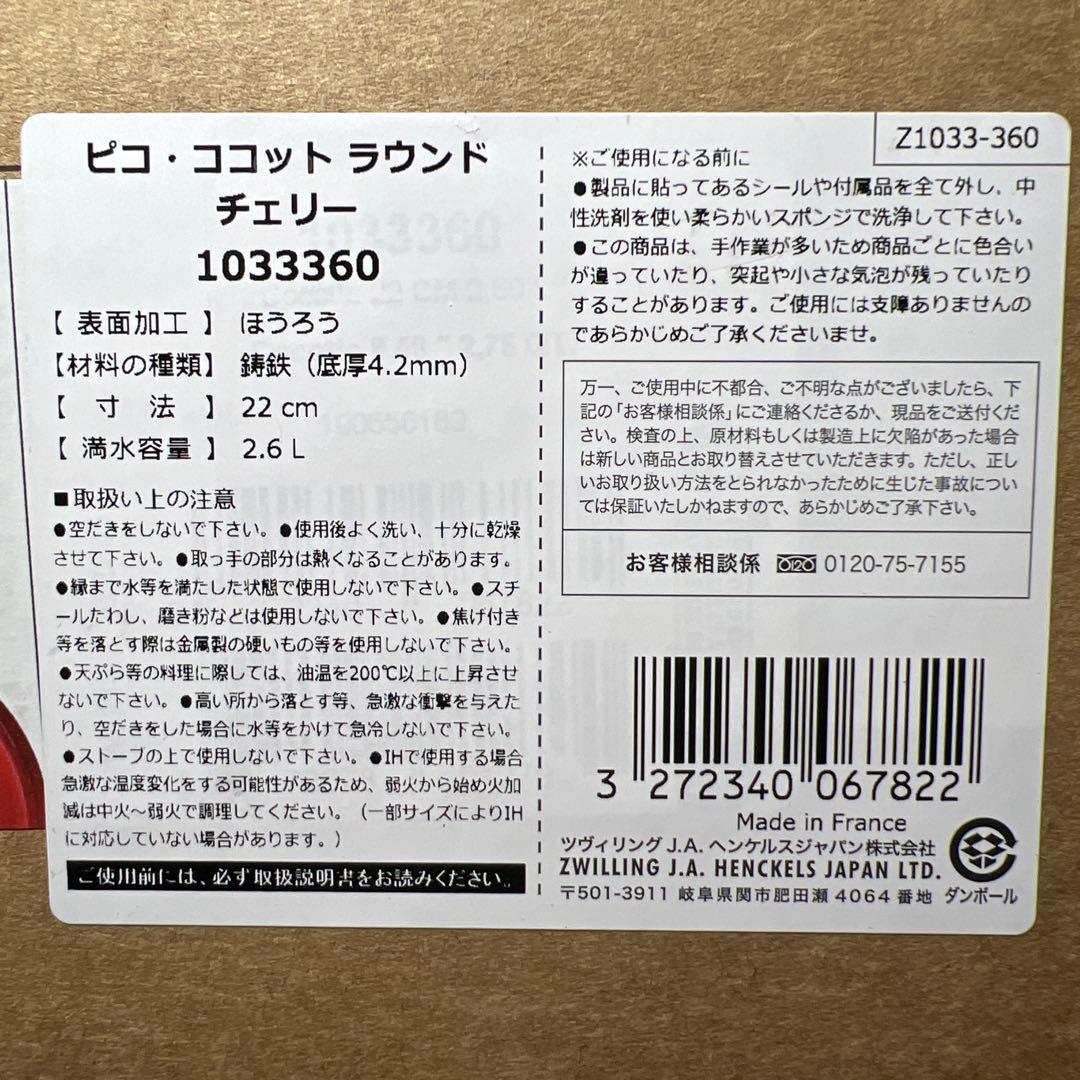 ピコ・ココット ラウンド
チェリー
1033360
【 表面加工 】 ほうろう
【材料の種類】 鋳鉄（底厚4.2mm）
【 寸 法 】 22 cm
【 満水容量 】 2.6 L
■取扱い上の注意
●空だきをしないで下さい。●使用後よく洗い、十分に乾燥
させて下さい。●取っ手の部分は熱くなることがあります。
●縁まで水等を満たした状態で使用しないで下さい。●スチ
ールたわし、磨き粉などは使用しないで下さい。●焦げ付き
等を落とす際は金属製の硬いもの等を使用しないで下さい。
●天ぷら等の料理に際しては、油温を200℃以上に上昇させ
ないで下さい。●高い所から落とす等、急激な衝撃を与えた
り、空だきをした場合に水等をかけて急冷しないで下さい。
●ストーブの上で使用しないで下さい。●IHで使用する場合
急激な温度変化をする可能性があるため、弱火から始め火加
減は中火～弱火で調理してください。（一部サイズによりIH
に対応していない場合があります。）
ご使用前には、必ず取扱説明書をお読みください。
Z1033-360
※ご使用になる前に
●製品に貼ってあるシールや付属品を全て外し、中
性洗剤を使い柔らかいスポンジで洗浄して下さい。
●この商品は、手作業が多いため商品ごとに色合い
が違っていたり、突起や小さな気泡が残っていたり
することがあります。ご使用には支障ありませんの
であらかじめご了承くださいませ。
万一、ご使用中に不都合、ご不明な点がございましたら、下
記の「お客様相談係」にご連絡くださるか、現品をご送付くだ
さい。検査の上、原材料もしくは製造上に欠陥があった場合
は新しい商品とお取り替えさせていただきます。ただし、正し
いお取り扱い方法をとられなかったために生じた事故につい
ては保証いたしかねますので、あらかじめご了承下さい。
お客様相談係 0120-75-7155
3 272340 067822
Made in France
ツヴィリング J.A. ヘンケルスジャパン株式会社
ZWILLING J.A. HENCKELS JAPAN LTD.
〒501-3911 岐阜県関市肥田瀬 4064 番地
ダンボール